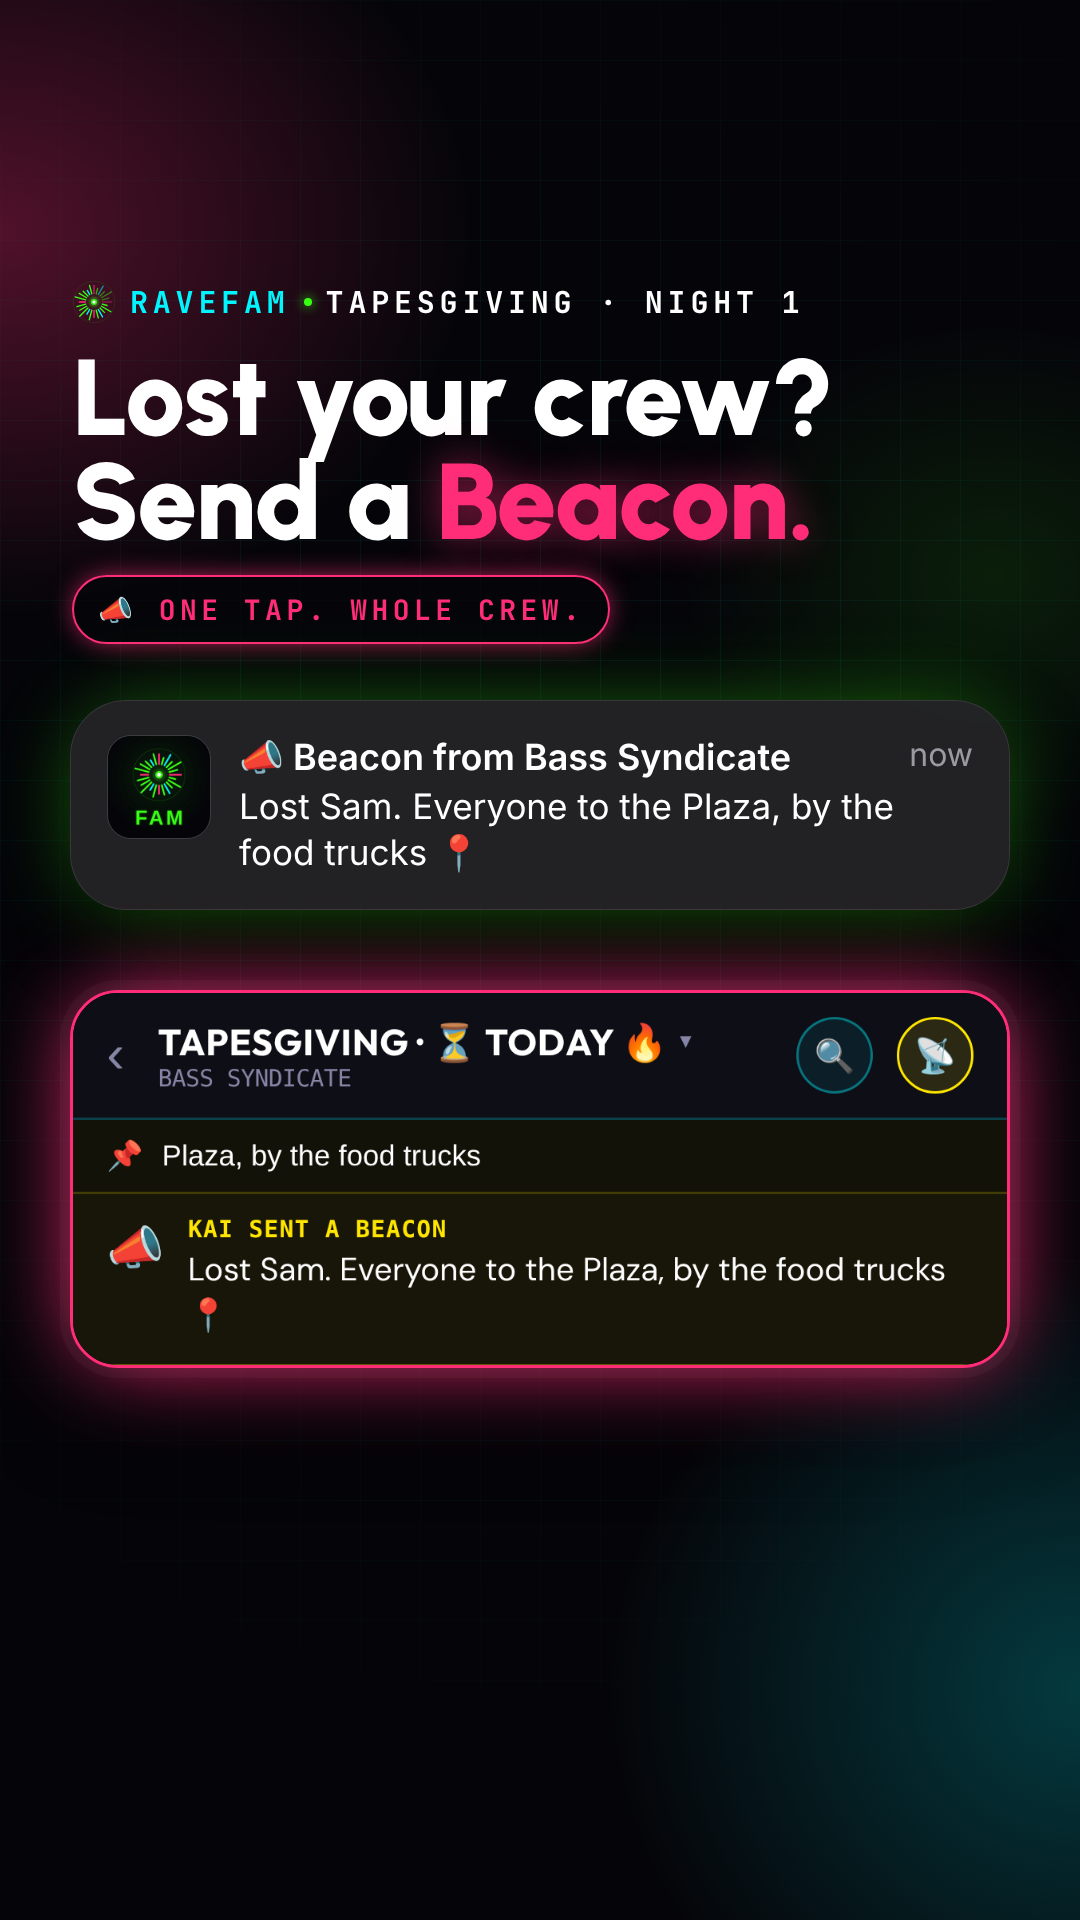 RAVEFAM • TAPESGIVING · NIGHT 1
Lost your crew?
Send a Beacon.
📣 ONE TAP. WHOLE CREW.
📣 Beacon from Bass Syndicate now
Lost Sam. Everyone to the Plaza, by the
food trucks 📍
FAM
‹ TAPESGIVING · ⏳ TODAY 🔥 ▾
BASS SYNDICATE
📌 Plaza, by the food trucks
📣 KAI SENT A BEACON
Lost Sam. Everyone to the Plaza, by the food trucks
📍